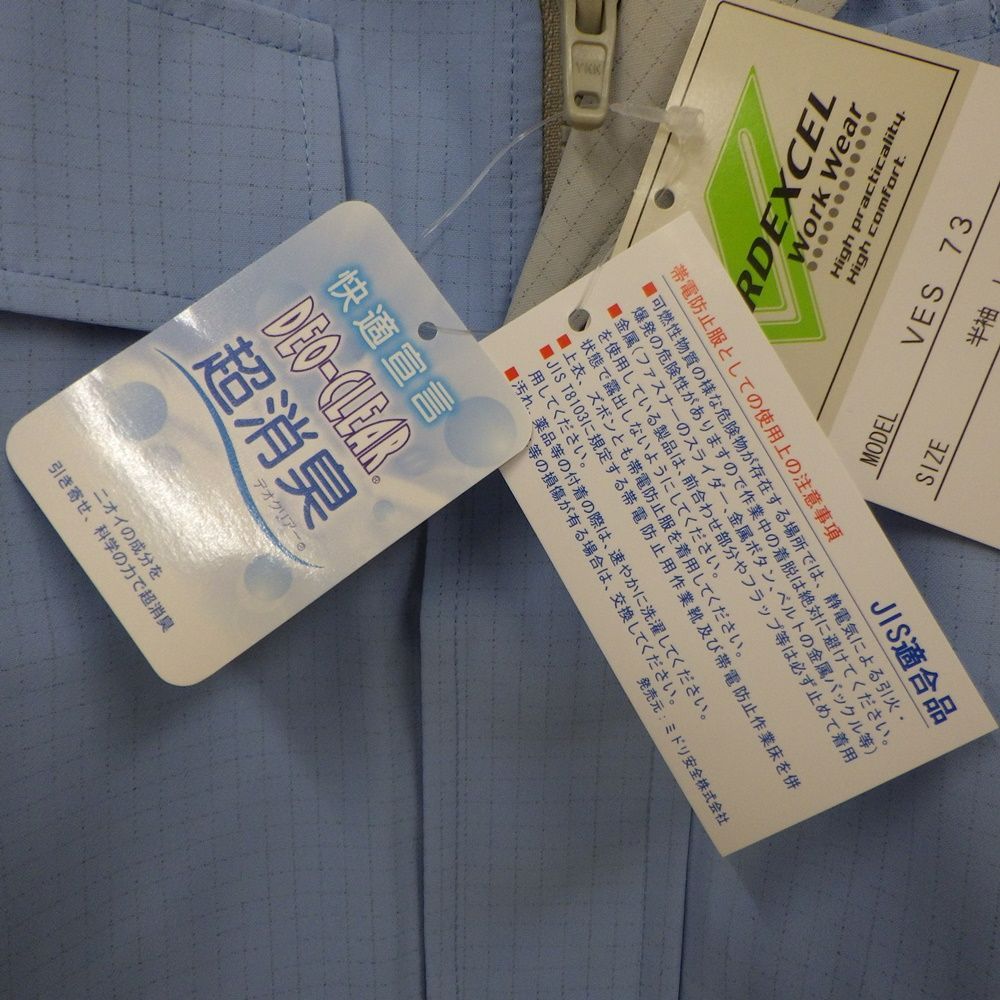 YKK
快適宣言
DEO-CLEAR®
超消臭
デオクリアー®
ニオイの成分を
引き寄せ、科学の力で超消臭
JIS適合品
帯電防止服としての使用上の注意事項
■可燃性物質の様な危険物が存在する場所では、静電気による引火・
爆発の危険性がありますので作業中の着脱は絶対に避けてください。
■金属(ファスナーのスライダー、金属ボタン、ベルトの金属バックル等)
を使用している製品は、前合わせ部分やフラップ等は必ず止めて着用
状態で露出しないようにしてください。
■上衣、ズボンとも帯電防止服を着用してください。
■JIS T8103に規定する帯電防止用作業靴及び帯電防止作業床を併
用してください。
■汚れ、薬品等の付着の際は、速やかに洗濯してください。
等の損傷が有る場合は、交換してください。
発売元:ミドリ安全株式会社
RDEXCEL
Work Wear
High practicality.
High comfort.
MODEL VES 73
SIZE 半袖